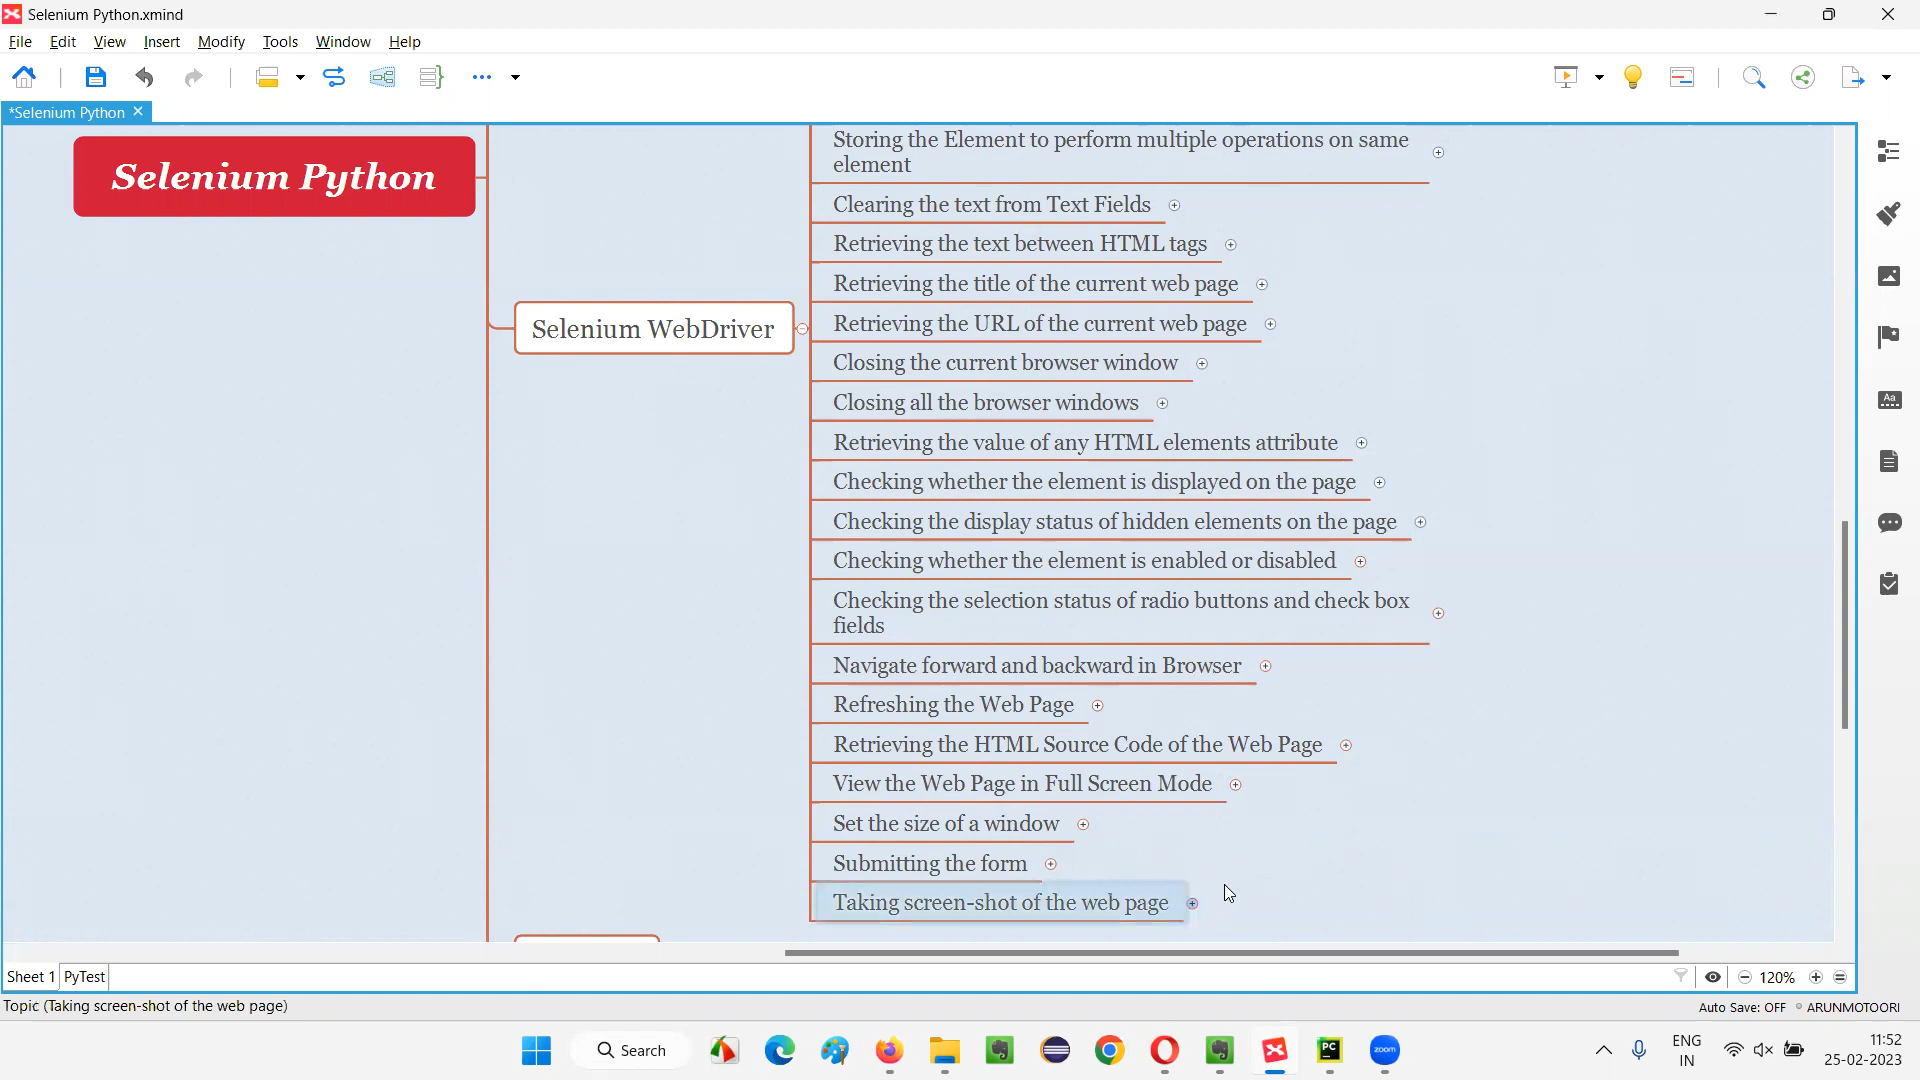 Selenium Python.xmind
File Edit View Insert Modify Tools Window Help
*Selenium Python
Selenium Python
Selenium WebDriver
Storing the Element to perform multiple operations on same
element
Clearing the text from Text Fields
Retrieving the text between HTML tags
Retrieving the title of the current web page
Retrieving the URL of the current web page
Closing the current browser window
Closing all the browser windows
Retrieving the value of any HTML elements attribute
Checking whether the element is displayed on the page
Checking the display status of hidden elements on the page
Checking whether the element is enabled or disabled
Checking the selection status of radio buttons and check box
fields
Navigate forward and backward in Browser
Refreshing the Web Page
Retrieving the HTML Source Code of the Web Page
View the Web Page in Full Screen Mode
Set the size of a window
Submitting the form
Taking screen-shot of the web page
Aa
Sheet 1 PyTest
120%
Topic (Taking screen-shot of the web page)
Auto Save: OFF ARUNMOTOORI
Search
PC
zoom
ENG
IN
11:52
25-02-2023